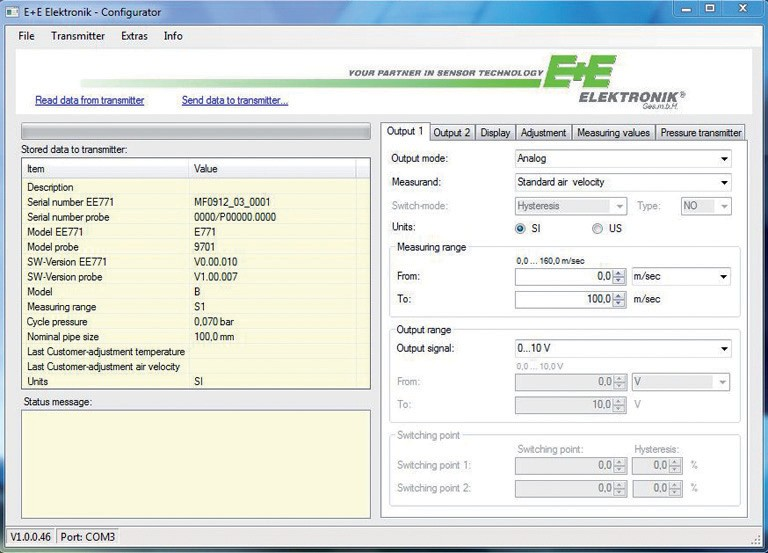 E+E Elektronik - Configurator
File Transmitter Extras Info
YOUR PARTNER IN SENSOR TECHNOLOGY
E+E
ELEKTRONIK®
Ges.m.b.H.
Read data from transmitter Send data to transmitter...
Stored data to transmitter:
Item Value
Description
Serial number EE771 MF0912_03_0001
Serial number probe 0000/P00000.0000
Model EE771 E771
Model probe 9701
SW-Version EE771 V0.00.010
SW-Version probe V1.00.007
Model B
Measuring range S1
Cycle pressure 0,070 bar
Nominal pipe size 100,0 mm
Last Customer-adjustment temperature
Last Customer-adjustment air velocity
Units SI
Status message:
Output 1 Output 2 Display Adjustment Measuring values Pressure transmitter
Output mode: Analog
Measurand: Standard air velocity
Switch-mode: Hysteresis Type: NO
Units: SI US
Measuring range
0,0 ... 160,0 m/sec
From: 0,0 m/sec
To: 100,0 m/sec
Output range
Output signal: 0...10 V
0,0 ... 10,0 V
From: 0,0 V
To: 10,0 V
Switching point
Switching point: Hysteresis:
Switching point 1: 0,0 0,0 %
Switching point 2: 0,0 0,0 %
V1.0.0.46 Port: COM3